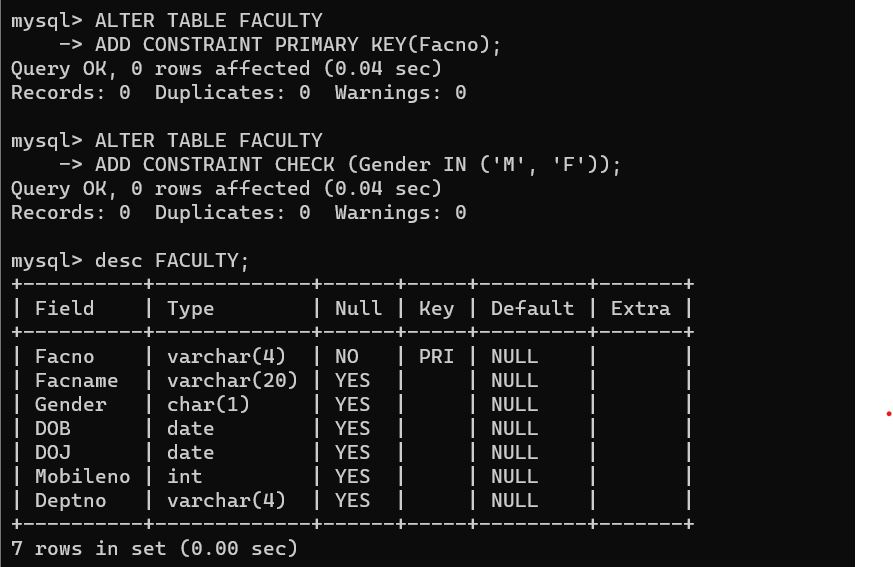 mysql> ALTER TABLE FACULTY
    -> ADD CONSTRAINT PRIMARY KEY(Facno);
Query OK, 0 rows affected (0.04 sec)
Records: 0  Duplicates: 0  Warnings: 0

mysql> ALTER TABLE FACULTY
    -> ADD CONSTRAINT CHECK (Gender IN ('M', 'F'));
Query OK, 0 rows affected (0.04 sec)
Records: 0  Duplicates: 0  Warnings: 0

mysql> desc FACULTY;
+----------+-------------+------+-----+---------+-------+
| Field    | Type        | Null | Key | Default | Extra |
+----------+-------------+------+-----+---------+-------+
| Facno    | varchar(4)  | NO   | PRI | NULL    |       |
| Facname  | varchar(20) | YES  |     | NULL    |       |
| Gender   | char(1)     | YES  |     | NULL    |       |
| DOB      | date        | YES  |     | NULL    |       |
| DOJ      | date        | YES  |     | NULL    |       |
| Mobileno | int         | YES  |     | NULL    |       |
| Deptno   | varchar(4)  | YES  |     | NULL    |       |
+----------+-------------+------+-----+---------+-------+
7 rows in set (0.00 sec)